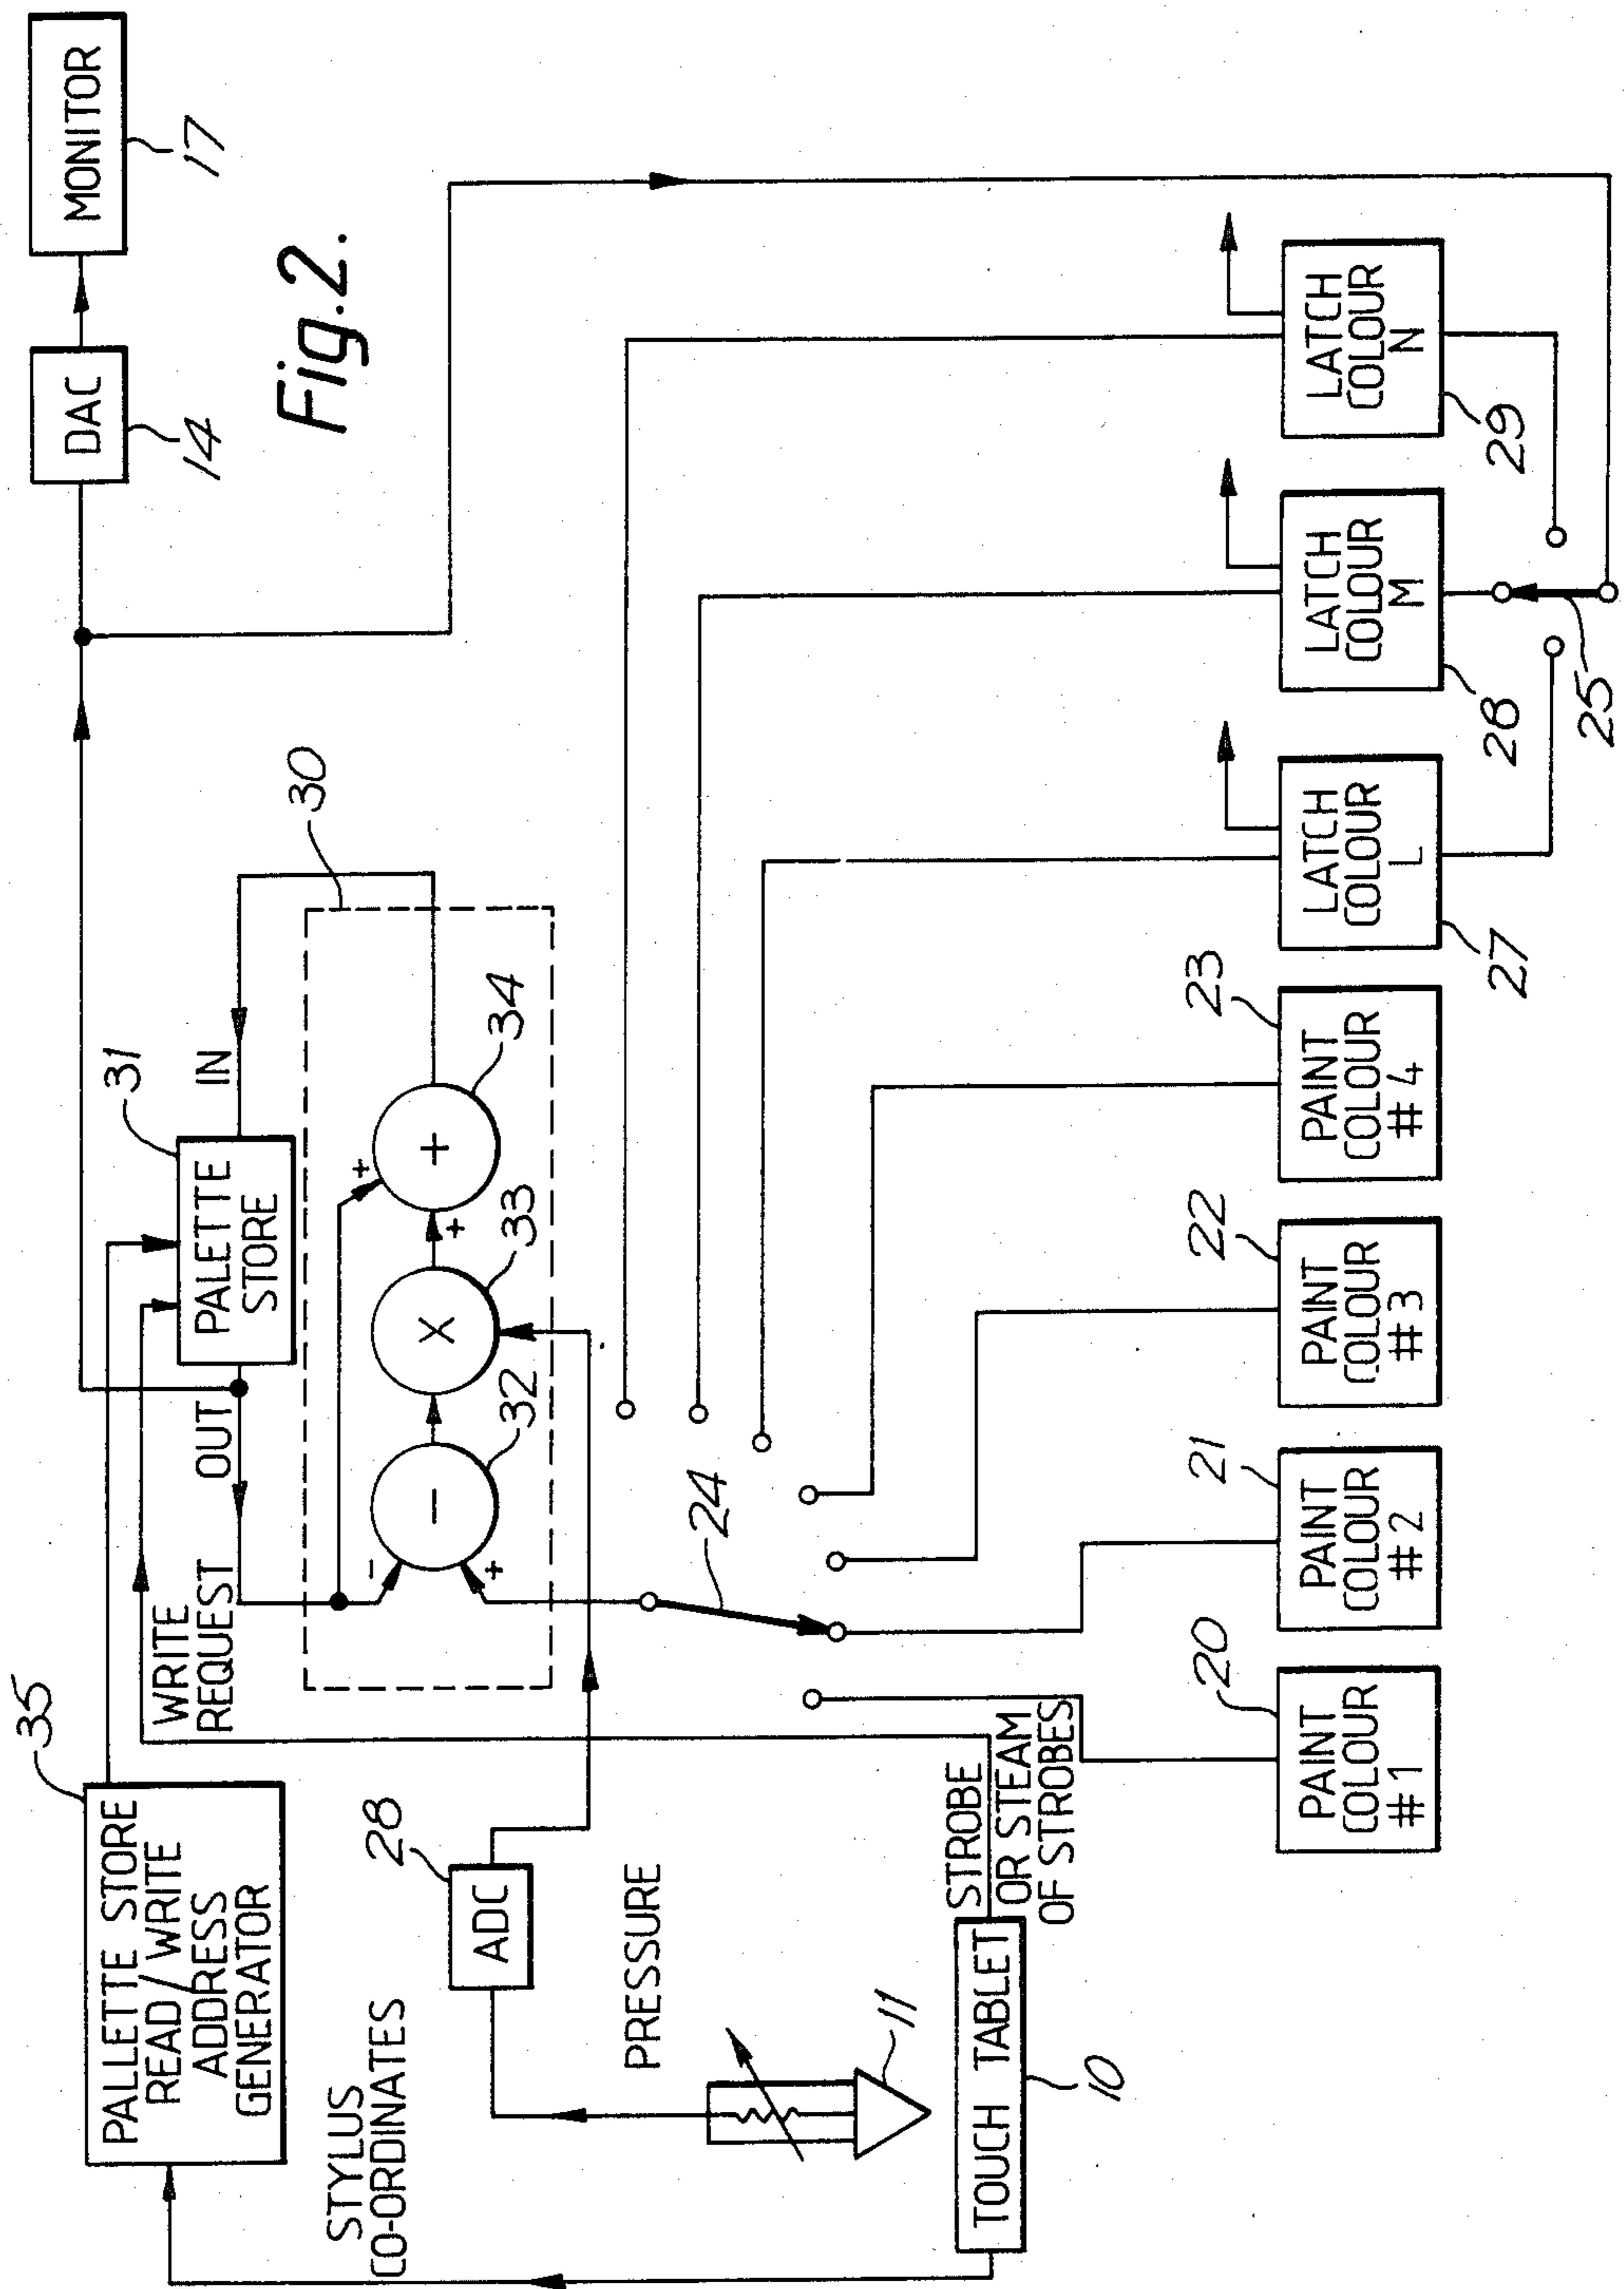 PALLETTE STORE
READ/WRITE
ADDRESS
GENERATOR
35
STYLUS
CO-ORDINATES
WRITE
REQUEST
OUT
PALETTE
STORE
31
IN
DAC
14
MONITOR
17
Fig.2.
ADC
28
PRESSURE
11
TOUCH TABLET
10
STROBE
OR STEAM
OF STROBES
30
-
+
-
32
X
33
+
+
+
34
24
PAINT
COLOUR
#1
20
PAINT
COLOUR
#2
21
PAINT
COLOUR
#3
22
PAINT
COLOUR
#4
23
LATCH
COLOUR
L
27
LATCH
COLOUR
M
28
LATCH
COLOUR
N
29
25